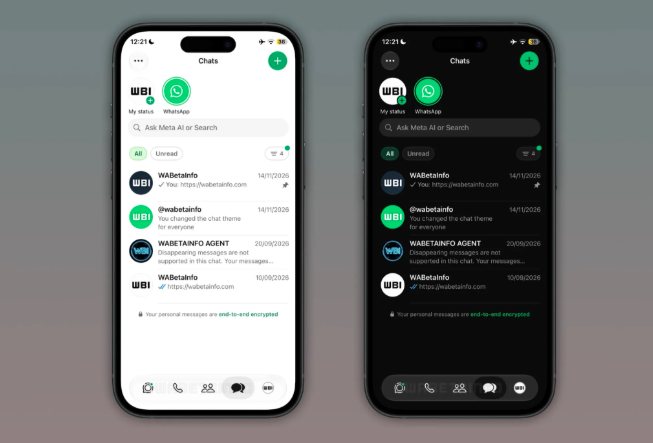 12:21
38
Chats
WBI
My status
WhatsApp
Ask Meta AI or Search
All
Unread
4
WBI
WABetaInfo
14/11/2026
You: https://wabetainfo.com
WBI
@wabetainfo
14/11/2026
You changed the chat theme
for everyone
WBI
WABETAINFO AGENT
20/09/2026
Disappearing messages are not
supported in this chat. Your messages...
WBI
WABetaInfo
10/09/2026
https://wabetainfo.com
Your personal messages are end-to-end encrypted
WBI
12:21
38
Chats
WBI
My status
WhatsApp
Ask Meta AI or Search
All
Unread
4
WBI
WABetaInfo
14/11/2026
You: https://wabetainfo.com
WBI
@wabetainfo
14/11/2026
You changed the chat theme
for everyone
WBI
WABETAINFO AGENT
20/09/2026
Disappearing messages are not
supported in this chat. Your messages...
WBI
WABetaInfo
10/09/2026
https://wabetainfo.com
Your personal messages are end-to-end encrypted
WBI